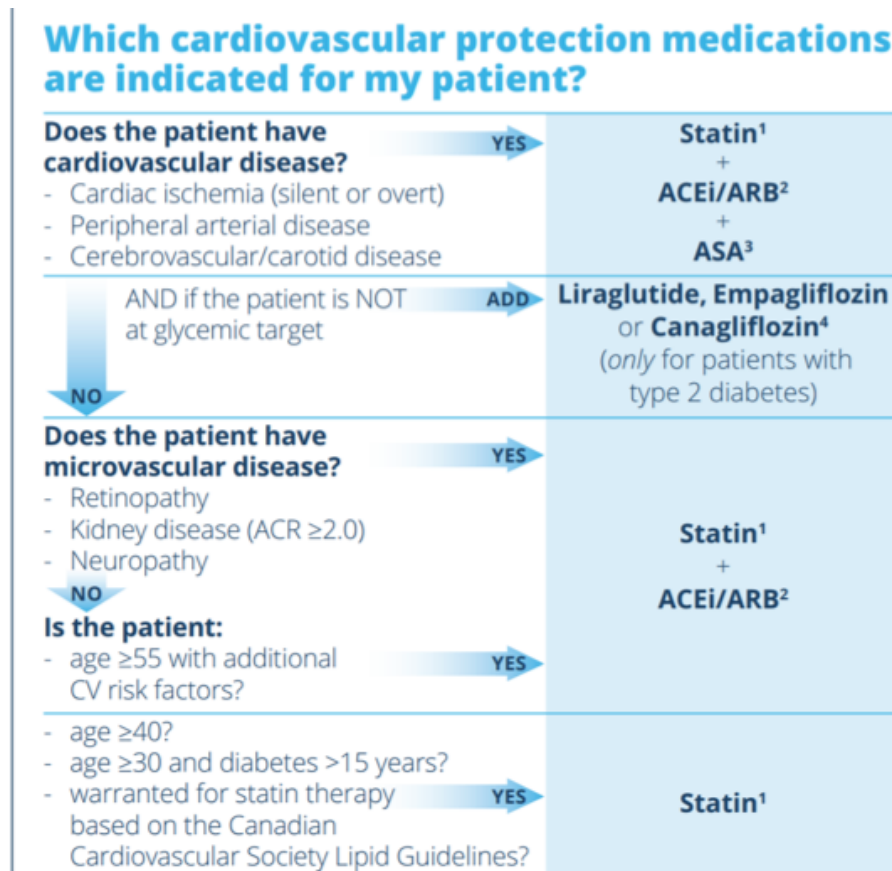 Which cardiovascular protection medications
are indicated for my patient?
Does the patient have
cardiovascular disease?
- Cardiac ischemia (silent or overt)
- Peripheral arterial disease
- Cerebrovascular/carotid disease
YES
Statin¹
+
ACEi/ARB²
+
ASA³
AND if the patient is NOT
at glycemic target
ADD
Liraglutide, Empagliflozin
or Canagliflozin⁴
(only for patients with
type 2 diabetes)
NO
Does the patient have
microvascular disease?
- Retinopathy
- Kidney disease (ACR ≥2.0)
- Neuropathy
YES
NO
Is the patient:
- age ≥55 with additional
CV risk factors?
YES
Statin¹
+
ACEi/ARB²
- age ≥40?
- age ≥30 and diabetes >15 years?
- warranted for statin therapy
based on the Canadian
Cardiovascular Society Lipid Guidelines?
YES
Statin¹